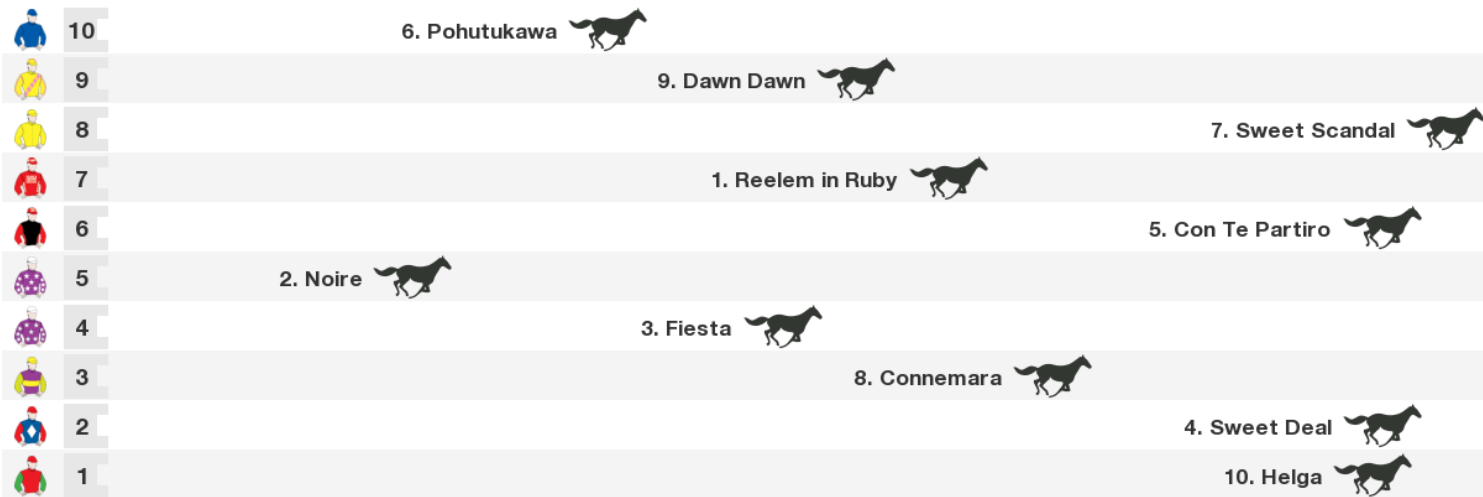 10 6. Pohutukawa
9 9. Dawn Dawn
8 7. Sweet Scandal
7 1. Reelem in Ruby
6 5. Con Te Partiro
5 2. Noire
4 3. Fiesta
3 8. Connemara
2 4. Sweet Deal
1 10. Helga